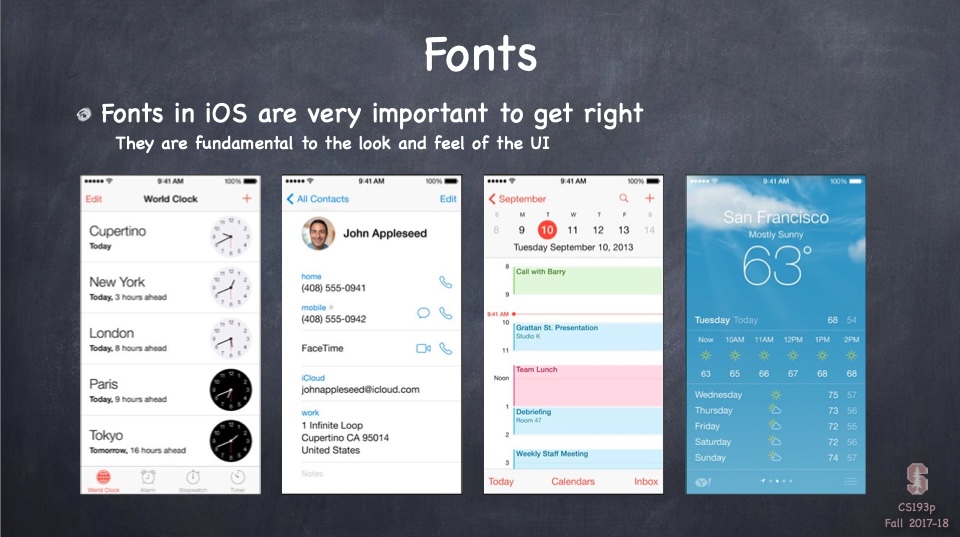 Fonts
Fonts in iOS are very important to get right
They are fundamental to the look and feel of the UI
9:41 AM 100%
Edit World Clock +
Cupertino
Today
New York
Today, 3 hours ahead
London
Today, 8 hours ahead
Paris
Today, 9 hours ahead
Tokyo
Tomorrow, 16 hours ahead
World Clock Alarm Stopwatch Timer
9:41 AM 100%
All Contacts Edit
John Appleseed
home
(408) 555-0941
mobile
(408) 555-0942
FaceTime
iCloud
johnappleseed@icloud.com
work
1 Infinite Loop
Cupertino CA 95014
United States
Notes
9:41 AM 100%
September +
S M T W T F S
8 9 10 11 12 13 14
Tuesday September 10, 2013
8
Call with Barry
9
9:41 AM
10
Grattan St. Presentation
Studio K
11
Team Lunch
Noon
1
Debriefing
Room 47
2
Weekly Staff Meeting
3
Today Calendars Inbox
9:41 AM 100%
San Francisco
Mostly Sunny
63°
Tuesday Today 68 54
Now 10AM 11AM 12PM 1PM 2PM
63 65 66 67 68 68
Wednesday 75 57
Thursday 73 56
Friday 72 55
Saturday 72 56
Sunday 74 57
Y!
S
CS193p
Fall 2017-18